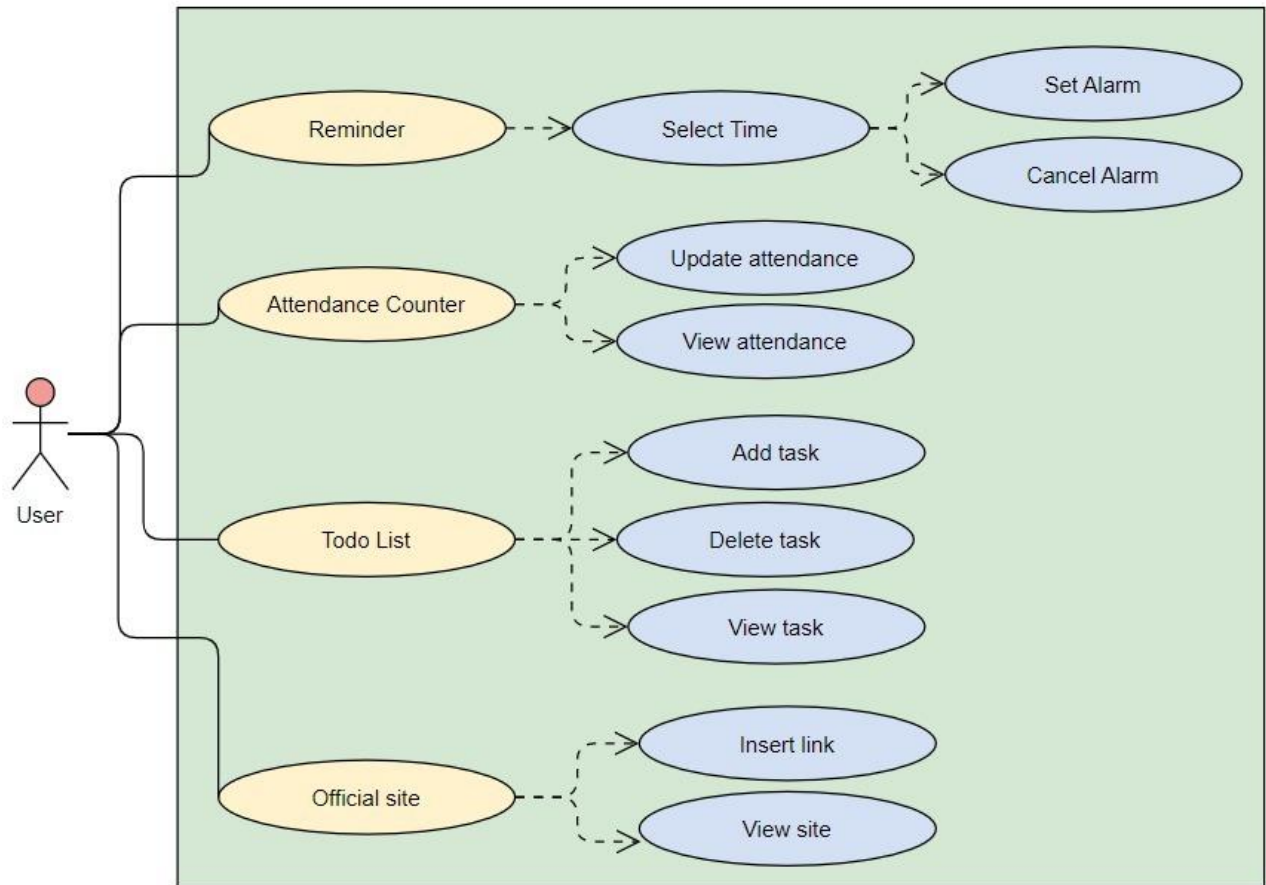 Set Alarm
Reminder
Select Time
Cancel Alarm
Update attendance
Attendance Counter
View attendance
Add task
User
Todo List
Delete task
View task
Insert link
Official site
View site